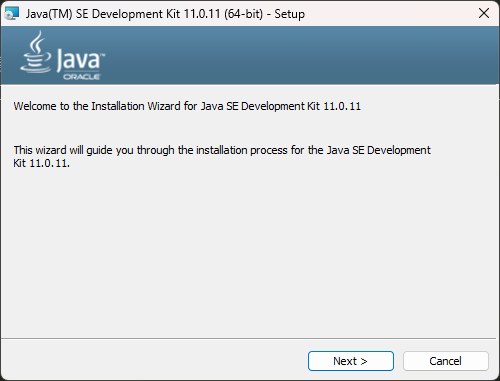 Java(TM) SE Development Kit 11.0.11 (64-bit) - Setup
Java™
ORACLE
Welcome to the Installation Wizard for Java SE Development Kit 11.0.11
This wizard will guide you through the installation process for the Java SE Development
Kit 11.0.11.
Next >
Cancel